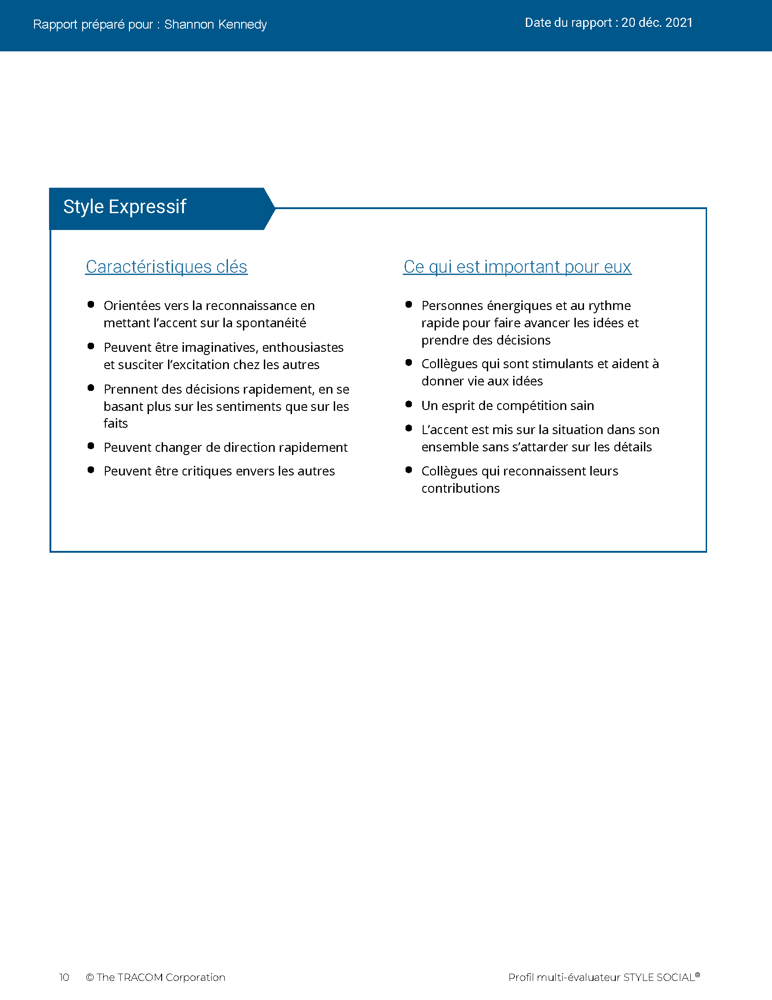 Rapport préparé pour : Shannon Kennedy
Date du rapport : 20 déc. 2021
Style Expressif
Caractéristiques clés
● Orientées vers la reconnaissance en
mettant l’accent sur la spontanéité
● Peuvent être imaginatives, enthousiastes
et susciter l’excitation chez les autres
● Prennent des décisions rapidement, en se
basant plus sur les sentiments que sur les
faits
● Peuvent changer de direction rapidement
● Peuvent être critiques envers les autres
Ce qui est important pour eux
● Personnes énergiques et au rythme
rapide pour faire avancer les idées et
prendre des décisions
● Collègues qui sont stimulants et aident à
donner vie aux idées
● Un esprit de compétition sain
● L’accent est mis sur la situation dans son
ensemble sans s’attarder sur les détails
● Collègues qui reconnaissent leurs
contributions
10 © The TRACOM Corporation
Profil multi-évaluateur STYLE SOCIAL®